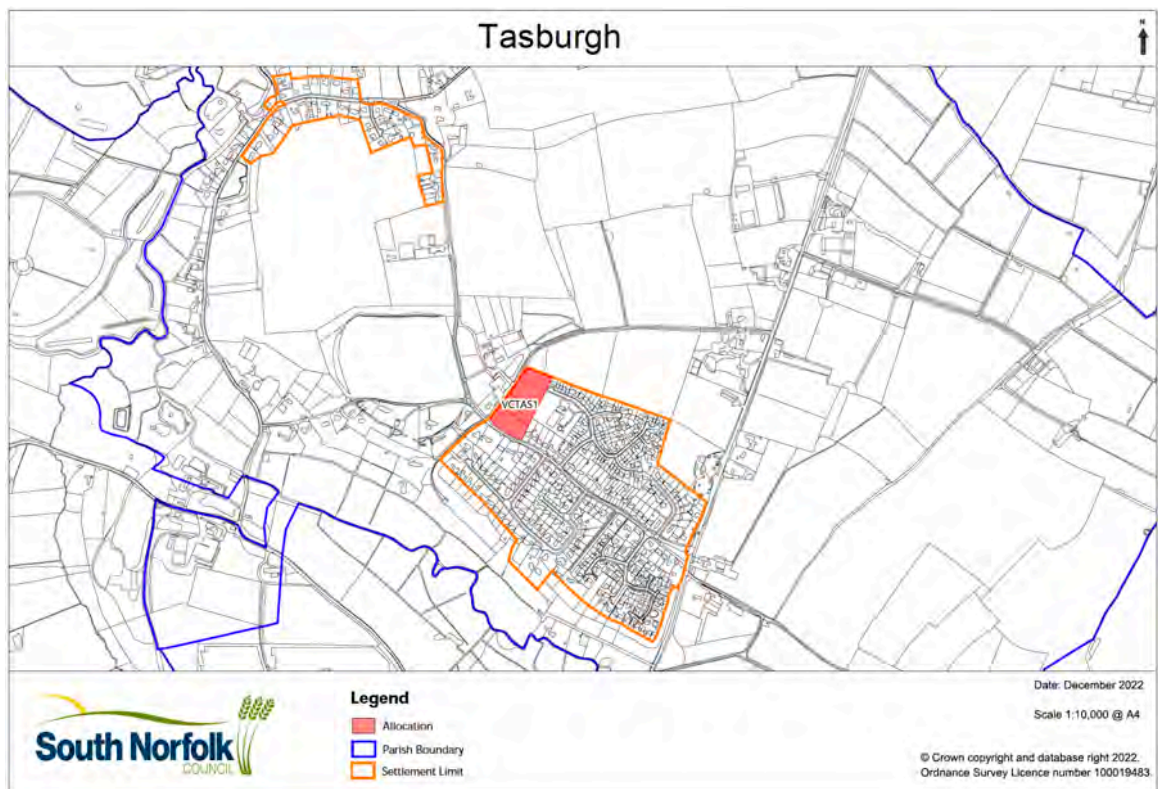 Tasburgh
N
VCTAS1
South Norfolk
COUNCIL
Legend
Allocation
Parish Boundary
Settlement Limit
Date: December 2022
Scale 1:10,000 @ A4
© Crown copyright and database right 2022.
Ordnance Survey Licence number 100019483.